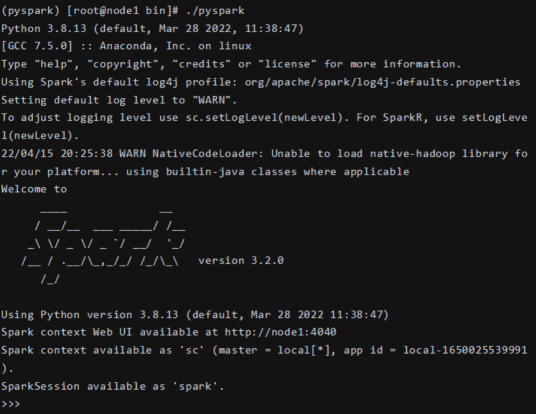 (pyspark) [root@node1 bin]# ./pyspark
Python 3.8.13 (default, Mar 28 2022, 11:38:47)
[GCC 7.5.0] :: Anaconda, Inc. on linux
Type "help", "copyright", "credits" or "license" for more information.
Using Spark's default log4j profile: org/apache/spark/log4j-defaults.properties
Setting default log level to "WARN".
To adjust logging level use sc.setLogLevel(newLevel). For SparkR, use setLogLeve
l(newLevel).
22/04/15 20:25:38 WARN NativeCodeLoader: Unable to load native-hadoop library fo
r your platform... using builtin-java classes where applicable
Welcome to
      ____              __
     / __/__  ___ _____/ /__
    _\ \/ _ \/ _ `/ __/  '_/
   /__ / .__/\_,_/_/ /_/\_\   version 3.2.0
      /_/
Using Python version 3.8.13 (default, Mar 28 2022 11:38:47)
Spark context Web UI available at http://node1:4040
Spark context available as 'sc' (master = local[*], app id = local-1650025539991
).
SparkSession available as 'spark'.
>>>